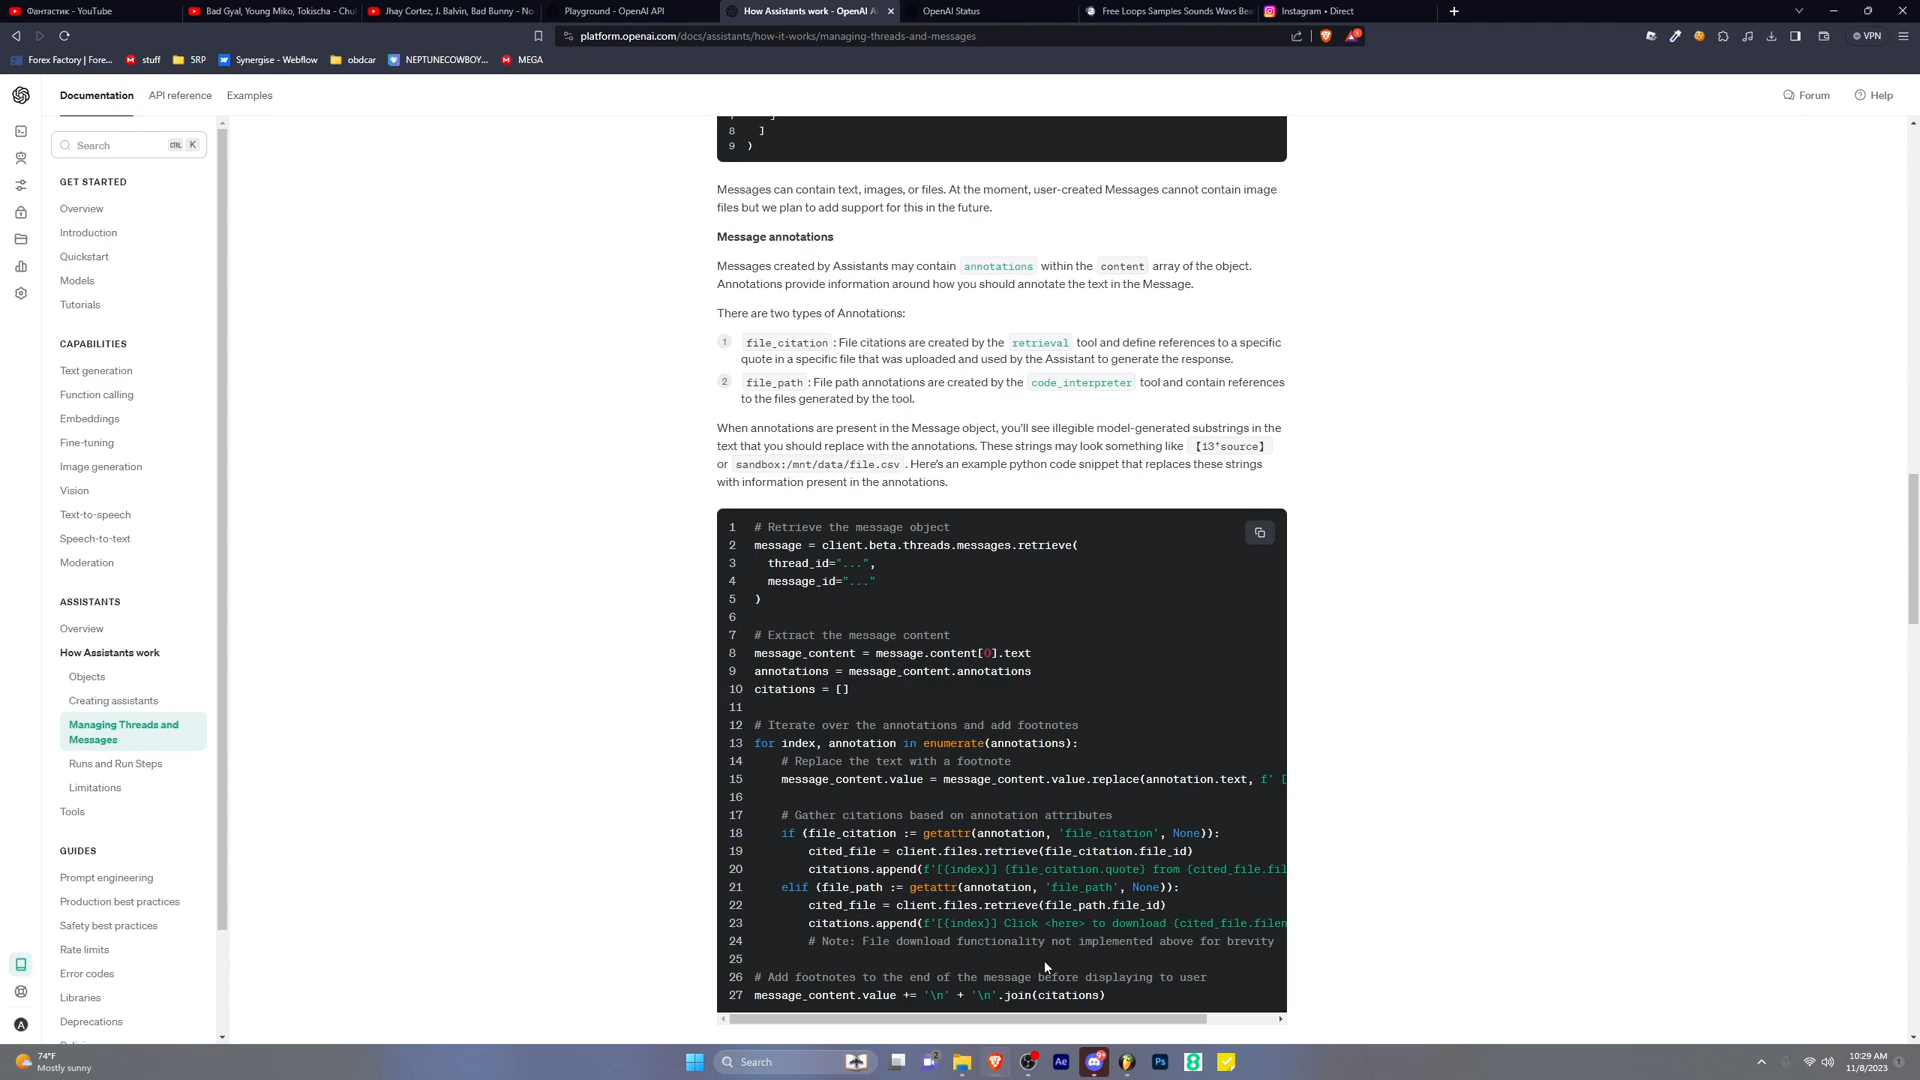 Фантастик - YouTube
Bad Gyal, Young Miko, Tokischa - Chu
Jhay Cortez, J. Balvin, Bad Bunny - No
Playground - OpenAI API
How Assistants work - OpenAI A
OpenAI Status
Free Loops Samples Sounds Wavs Bea
Instagram • Direct
platform.openai.com/docs/assistants/how-it-works/managing-threads-and-messages
VPN
Forex Factory | Fore...
stuff
5RP
Synergise - Webflow
obdcar
NEPTUNECOWBOY...
MEGA
Documentation
API reference
Examples
Forum
Help
Search
CTRL K
GET STARTED
Overview
Introduction
Quickstart
Models
Tutorials
CAPABILITIES
Text generation
Function calling
Embeddings
Fine-tuning
Image generation
Vision
Text-to-speech
Speech-to-text
Moderation
ASSISTANTS
Overview
How Assistants work
Objects
Creating assistants
Managing Threads and
Messages
Runs and Run Steps
Limitations
Tools
GUIDES
Prompt engineering
Production best practices
Safety best practices
Rate limits
Error codes
Libraries
Deprecations
8 ]
9 )
Messages can contain text, images, or files. At the moment, user-created Messages cannot contain image
files but we plan to add support for this in the future.
Message annotations
Messages created by Assistants may contain annotations within the content array of the object.
Annotations provide information around how you should annotate the text in the Message.
There are two types of Annotations:
1 file_citation : File citations are created by the retrieval tool and define references to a specific
quote in a specific file that was uploaded and used by the Assistant to generate the response.
2 file_path : File path annotations are created by the code_interpreter tool and contain references
to the files generated by the tool.
When annotations are present in the Message object, you'll see illegible model-generated substrings in the
text that you should replace with the annotations. These strings may look something like 【13†source】
or sandbox:/mnt/data/file.csv . Here's an example python code snippet that replaces these strings
with information present in the annotations.
1 # Retrieve the message object
2 message = client.beta.threads.messages.retrieve(
3 thread_id="...",
4 message_id="..."
5 )
6
7 # Extract the message content
8 message_content = message.content[0].text
9 annotations = message_content.annotations
10 citations = []
11
12 # Iterate over the annotations and add footnotes
13 for index, annotation in enumerate(annotations):
14 # Replace the text with a footnote
15 message_content.value = message_content.value.replace(annotation.text, f' [
16
17 # Gather citations based on annotation attributes
18 if (file_citation := getattr(annotation, 'file_citation', None)):
19 cited_file = client.files.retrieve(file_citation.file_id)
20 citations.append(f'[{index}] {file_citation.quote} from {cited_file.fil
21 elif (file_path := getattr(annotation, 'file_path', None)):
22 cited_file = client.files.retrieve(file_path.file_id)
23 citations.append(f'[{index}] Click <here> to download {cited_file.filen
24 # Note: File download functionality not implemented above for brevity
25
26 # Add footnotes to the end of the message before displaying to user
27 message_content.value += '\n' + '\n'.join(citations)
74°F
Mostly sunny
Search
10:29 AM
11/8/2023